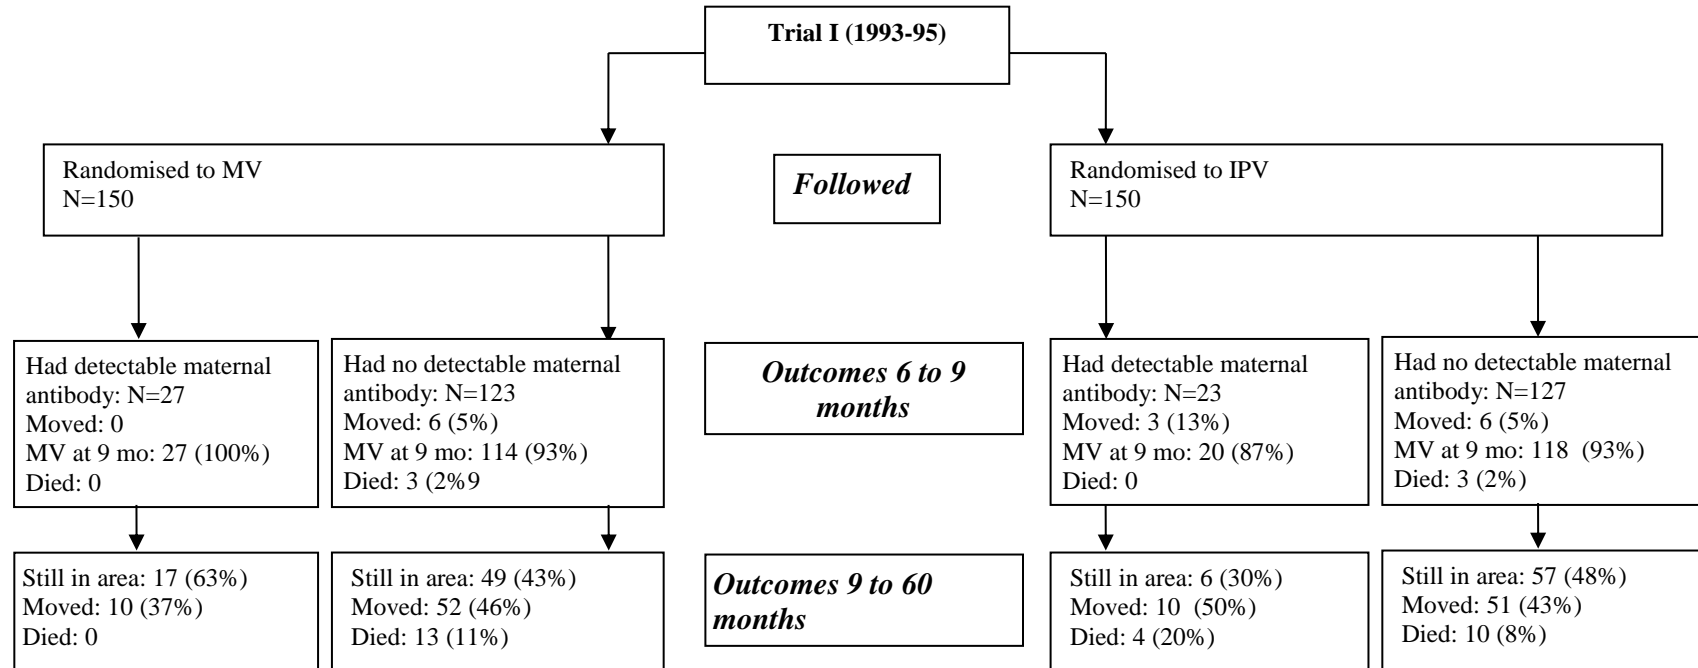 Trial I (1993-95)
Randomised to MV
N=150
Followed
Randomised to IPV
N=150
Had detectable maternal
antibody: N=27
Moved: 0
MV at 9 mo: 27 (100%)
Died: 0
Had no detectable maternal
antibody: N=123
Moved: 6 (5%)
MV at 9 mo: 114 (93%)
Died: 3 (2%9
Outcomes 6 to 9
months
Had detectable maternal
antibody: N=23
Moved: 3 (13%)
MV at 9 mo: 20 (87%)
Died: 0
Had no detectable maternal
antibody: N=127
Moved: 6 (5%)
MV at 9 mo: 118  (93%)
Died: 3 (2%)
Still in area: 17 (63%)
Moved: 10 (37%)
Died: 0
Still in area: 49 (43%)
Moved: 52 (46%)
Died: 13 (11%)
Outcomes 9 to 60
months
Still in area: 6 (30%)
Moved: 10  (50%)
Died: 4 (20%)
Still in area: 57 (48%)
Moved: 51 (43%)
Died: 10 (8%)